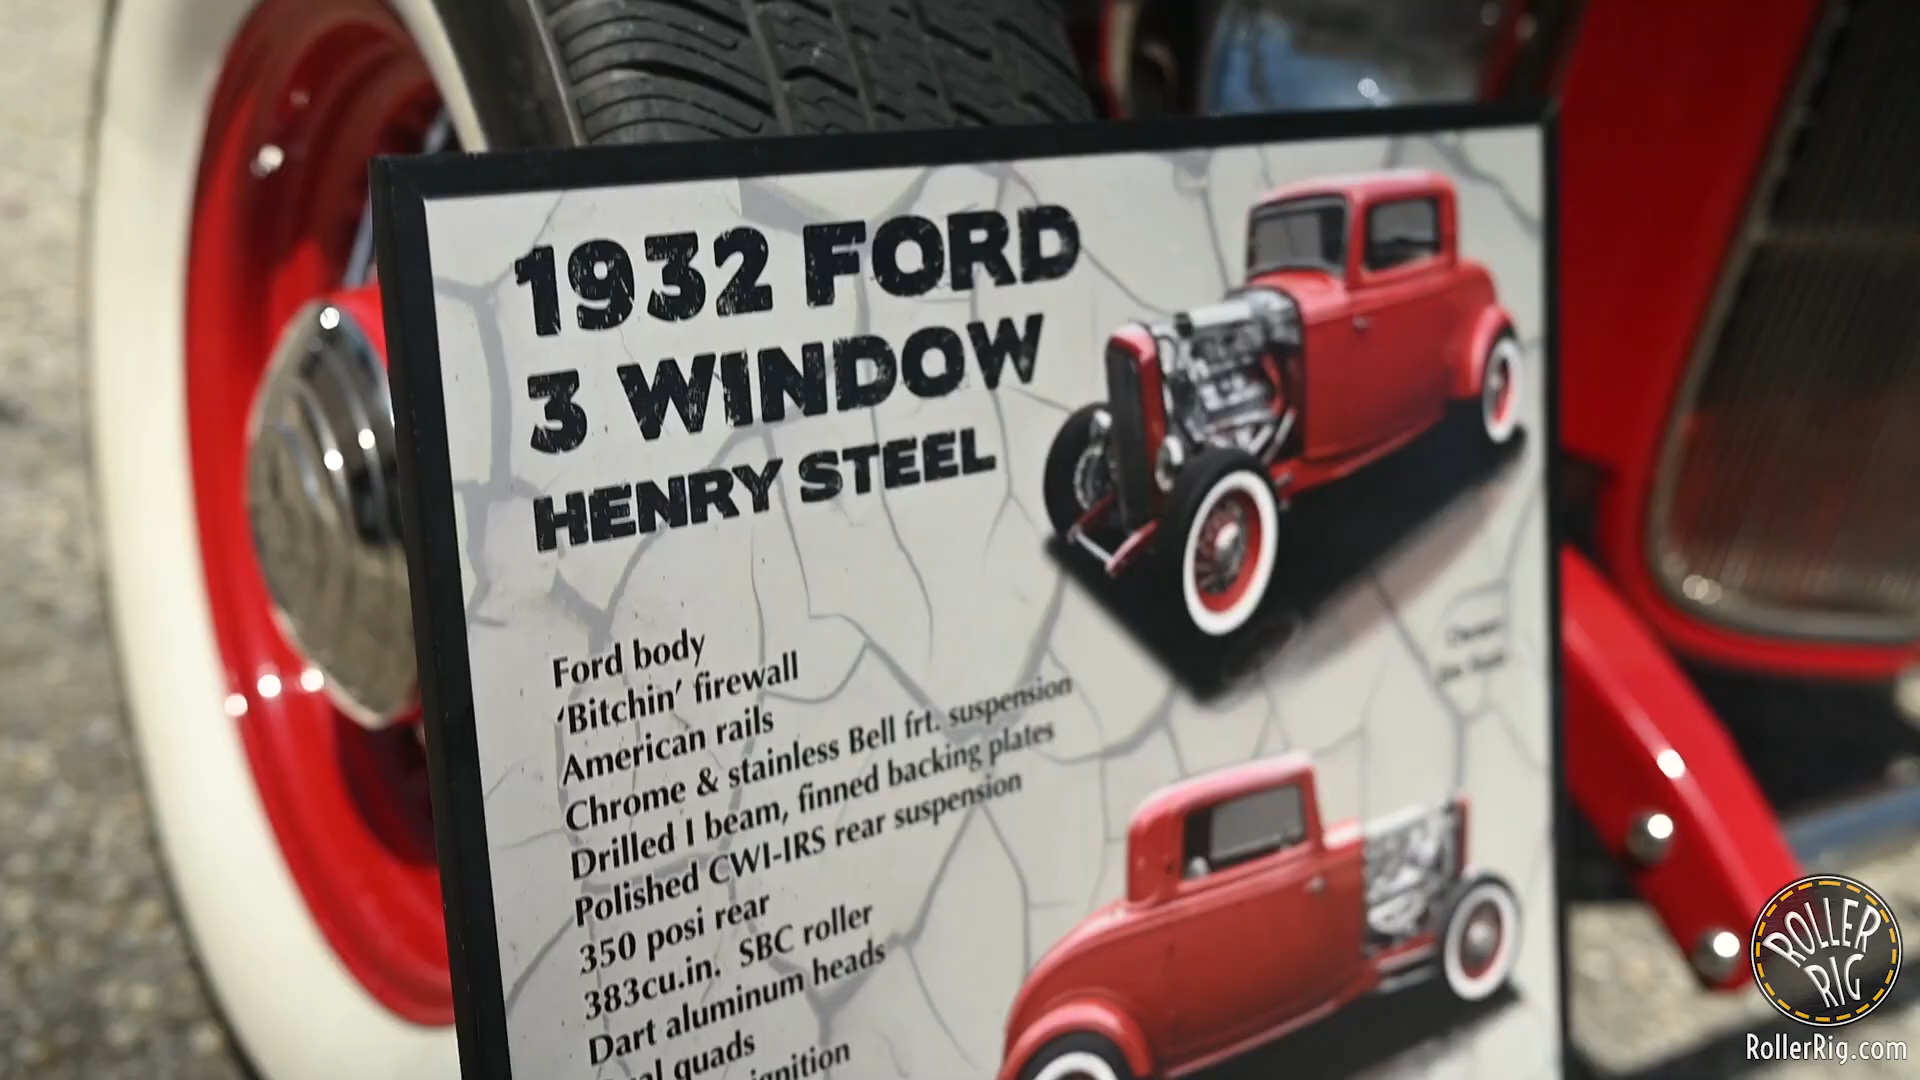 1932 FORD
3 WINDOW
HENRY STEEL
Ford body
'Bitchin' firewall
American rails
Chrome & stainless Bell frt. suspension
Drilled I beam, finned backing plates
Polished CWI-IRS rear suspension
350 posi rear
383cu.in. SBC roller
Dart aluminum heads
quads
ROLLER
RIG
RollerRig.com